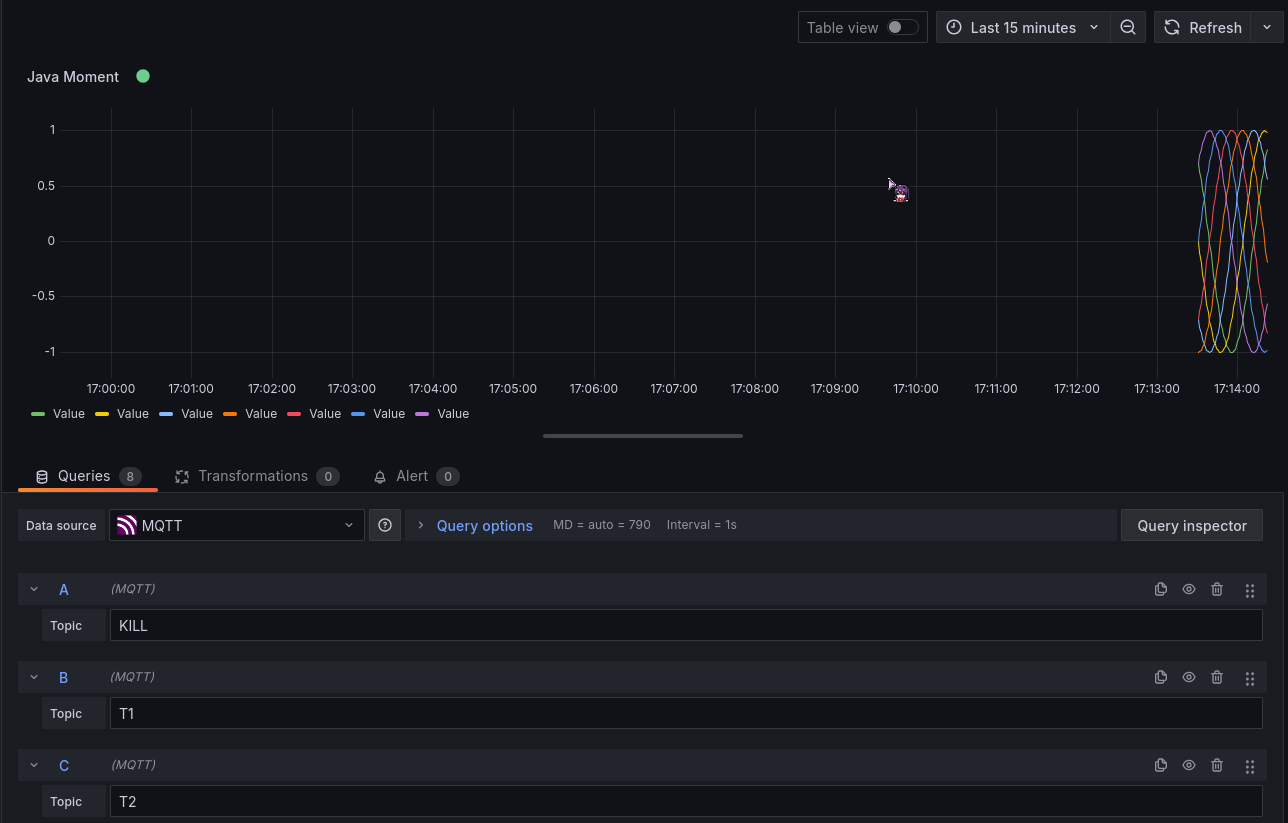 Table view
Last 15 minutes
Refresh
Java Moment
1
0.5
0
-0.5
-1
17:00:00 17:01:00 17:02:00 17:03:00 17:04:00 17:05:00 17:06:00 17:07:00 17:08:00 17:09:00 17:10:00 17:11:00 17:12:00 17:13:00 17:14:00
Value Value Value Value Value Value Value
Queries 8 Transformations 0 Alert 0
Data source MQTT Query options MD = auto = 790 Interval = 1s Query inspector
A (MQTT)
Topic KILL
B (MQTT)
Topic T1
C (MQTT)
Topic T2